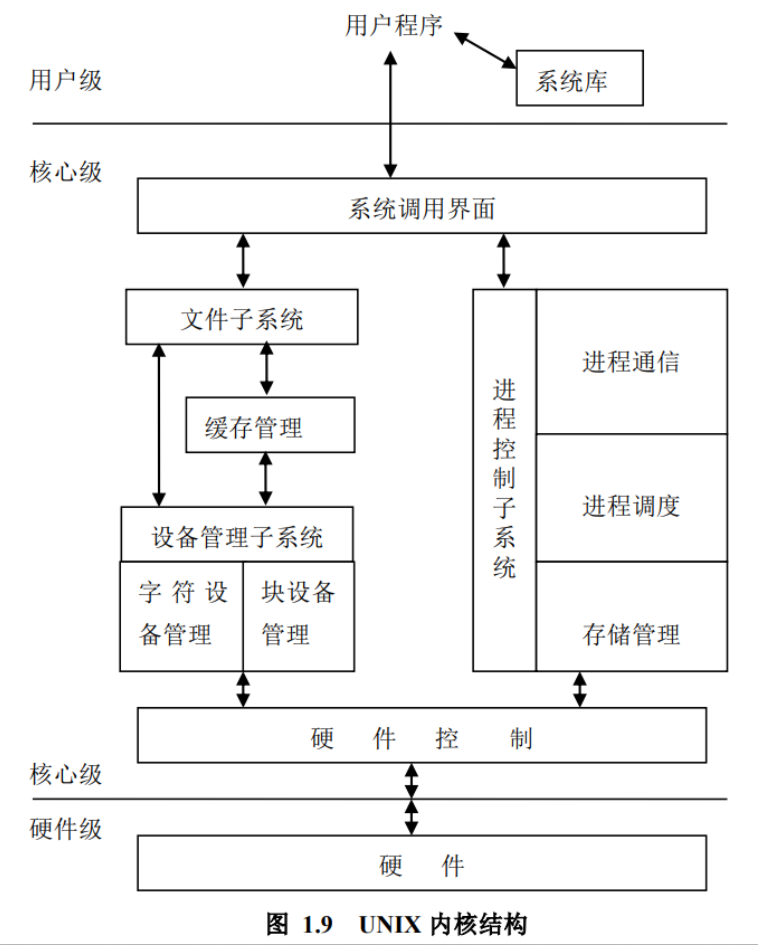 用户程序
用户级
系统库
核心级
系统调用界面
文件子系统
缓存管理
设备管理子系统
字符设
备管理
块设备
管理
进程控制子系统
进程通信
进程调度
存储管理
硬件控制
核心级
硬件级
硬件
图 1.9 UNIX 内核结构